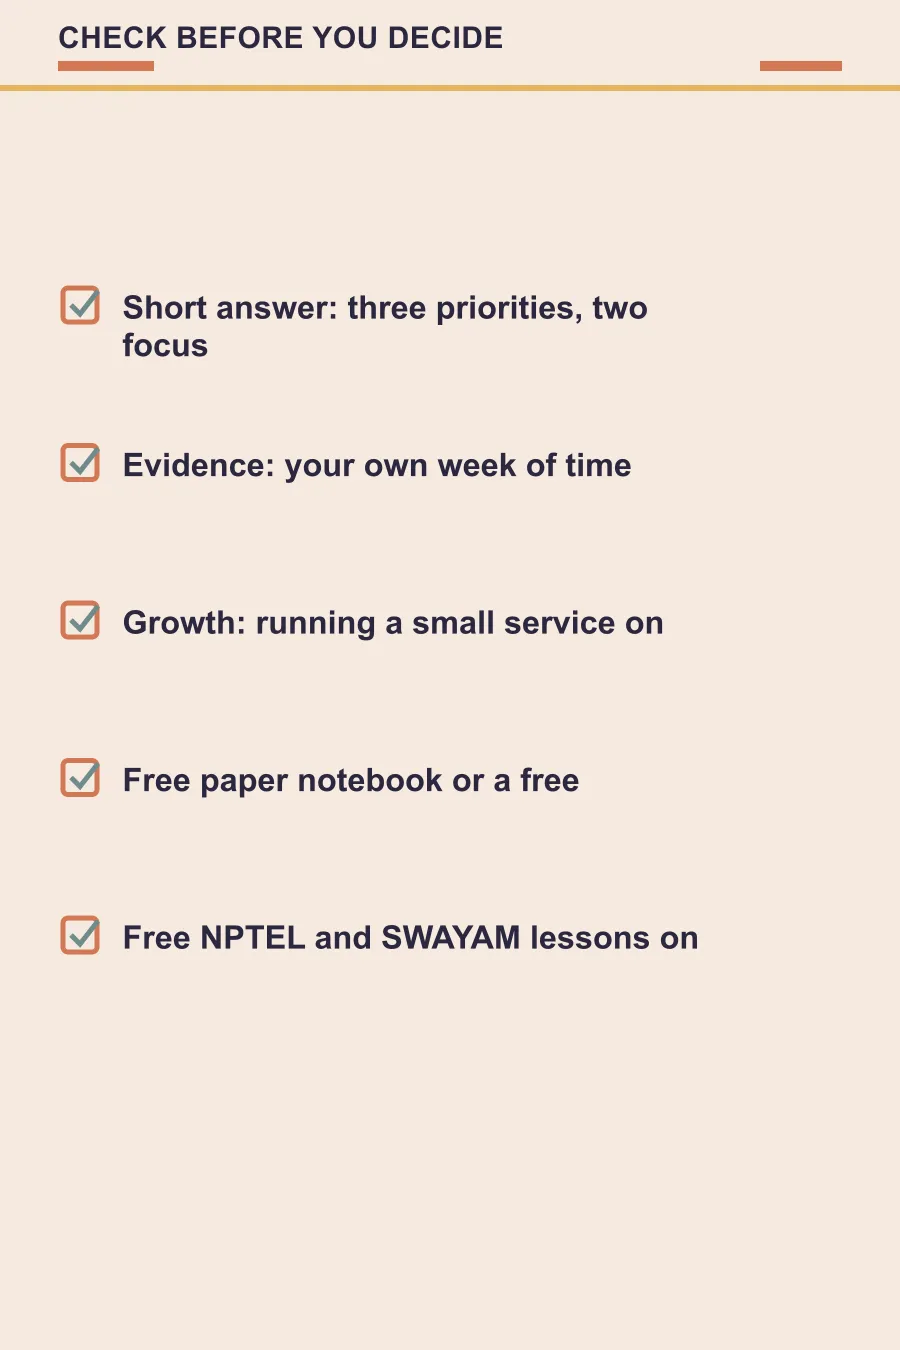 CHECK BEFORE YOU DECIDE
Short answer: three priorities, two
focus
Evidence: your own week of time
Growth: running a small service on
Free paper notebook or a free
Free NPTEL and SWAYAM lessons on